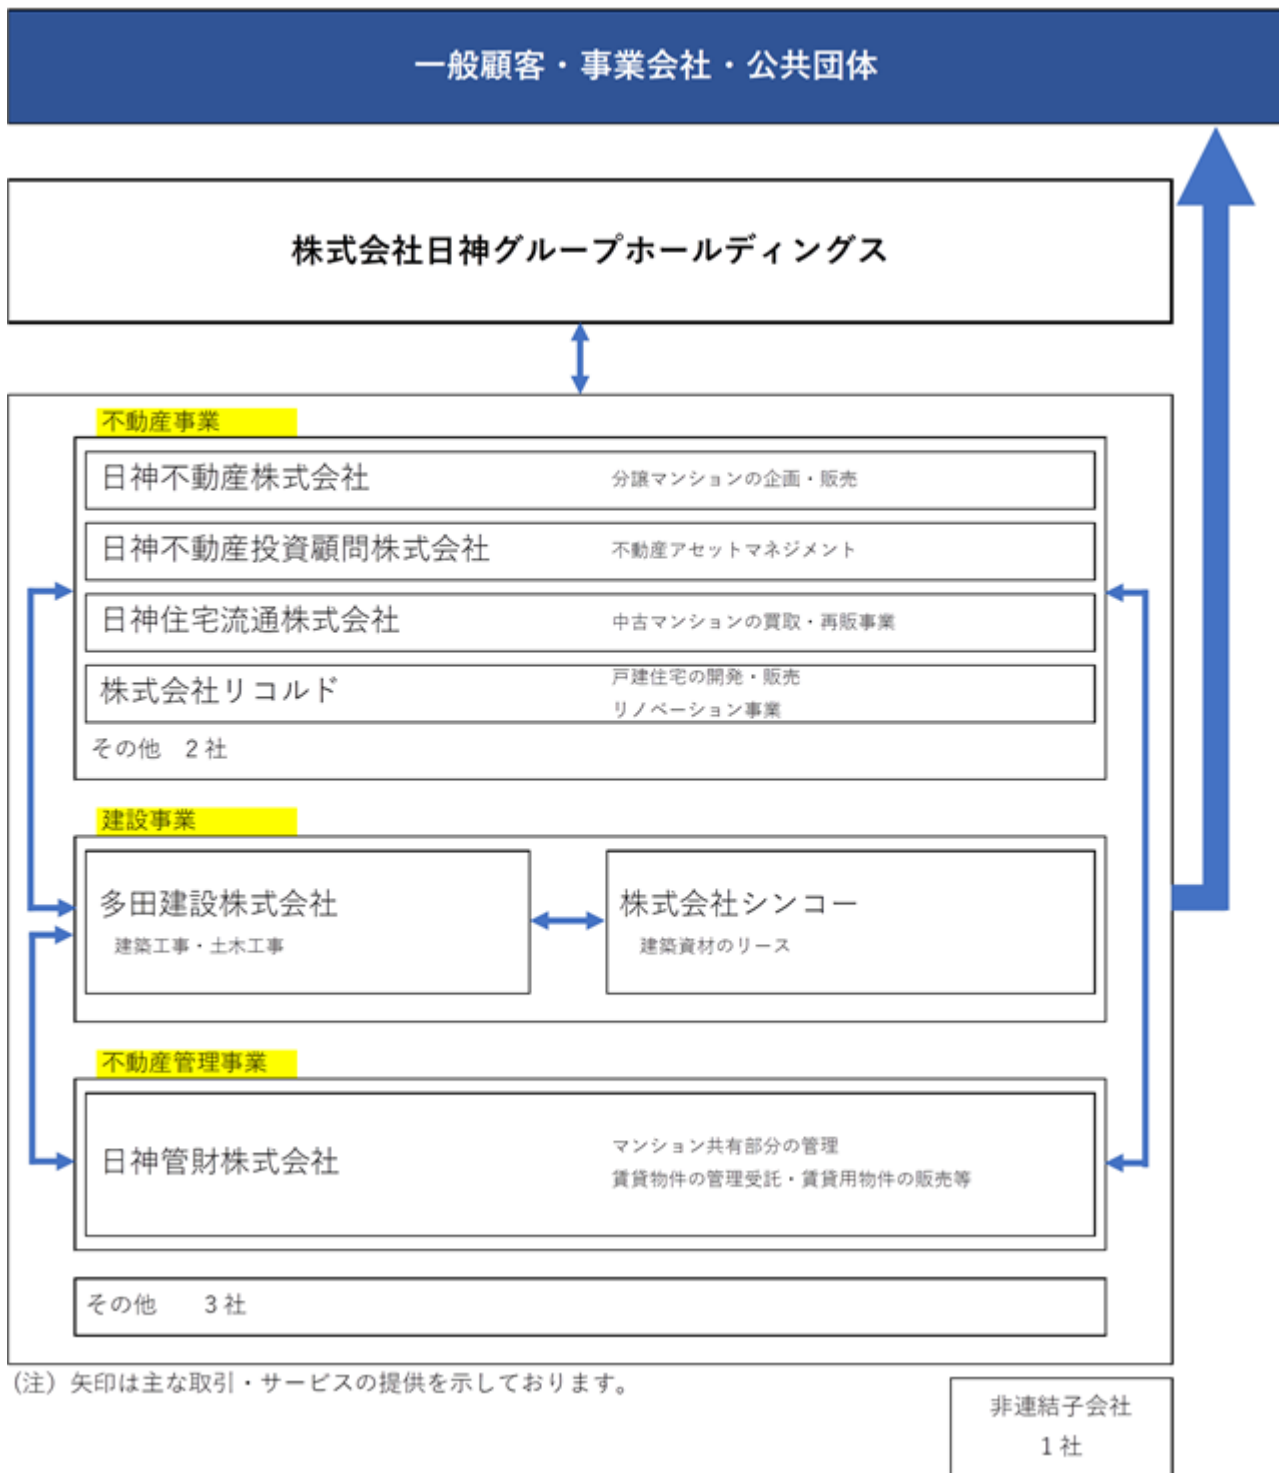 一般顧客・事業会社・公共団体
株式会社日神グループホールディングス
不動産事業
日神不動産株式会社 分譲マンションの企画・販売
日神不動産投資顧問株式会社 不動産アセットマネジメント
日神住宅流通株式会社 中古マンションの買取・再販事業
株式会社リコルド 戸建住宅の開発・販売
リノベーション事業
その他 2社
建設事業
多田建設株式会社
建築工事・土木工事
株式会社シンコー
建築資材のリース
不動産管理事業
日神管財株式会社
マンション共有部分の管理
賃貸物件の管理受託・賃貸用物件の販売等
その他 3社
(注)矢印は主な取引・サービスの提供を示しております。
非連結子会社
1社